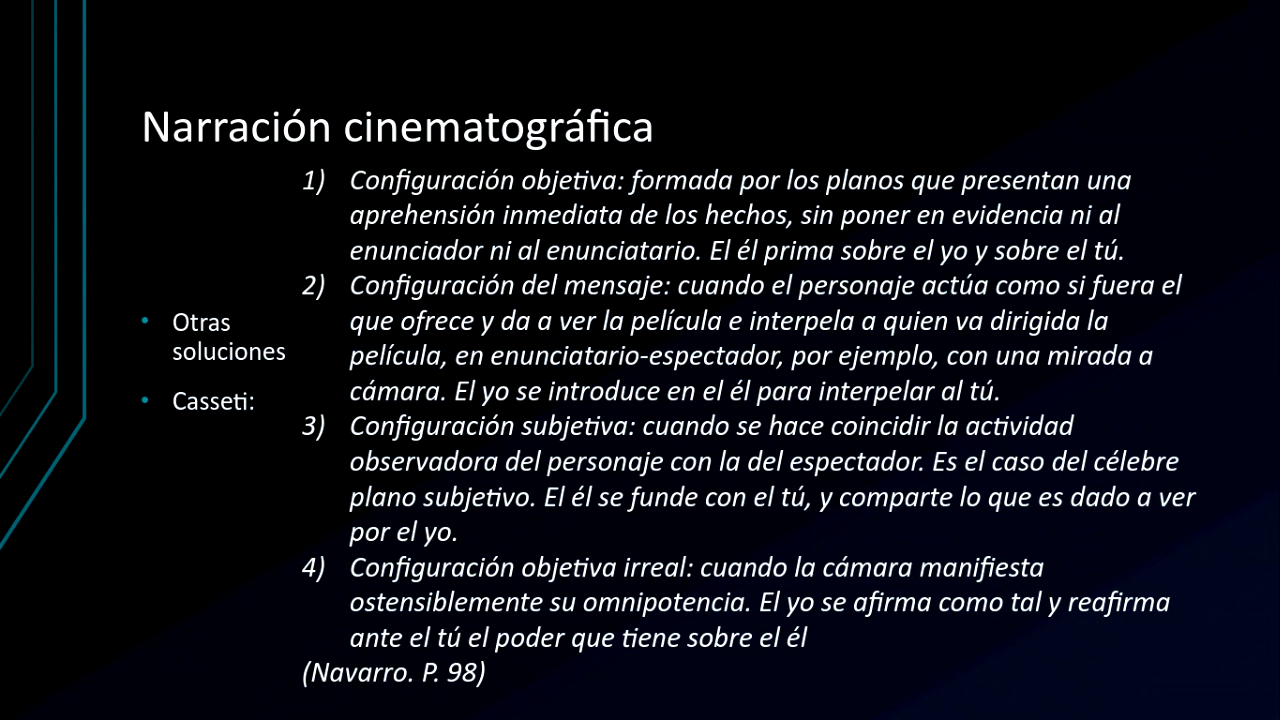 Narración cinematográfica
• Otras
soluciones
• Casseti:
1) Configuración objetiva: formada por los planos que presentan una
aprehensión inmediata de los hechos, sin poner en evidencia ni al
enunciador ni al enunciatario. El él prima sobre el yo y sobre el tú.
2) Configuración del mensaje: cuando el personaje actúa como si fuera el
que ofrece y da a ver la película e interpela a quien va dirigida la
película, en enunciatario-espectador, por ejemplo, con una mirada a
cámara. El yo se introduce en el él para interpelar al tú.
3) Configuración subjetiva: cuando se hace coincidir la actividad
observadora del personaje con la del espectador. Es el caso del célebre
plano subjetivo. El él se funde con el tú, y comparte lo que es dado a ver
por el yo.
4) Configuración objetiva irreal: cuando la cámara manifiesta
ostensiblemente su omnipotencia. El yo se afirma como tal y reafirma
ante el tú el poder que tiene sobre el él
(Navarro. P. 98)